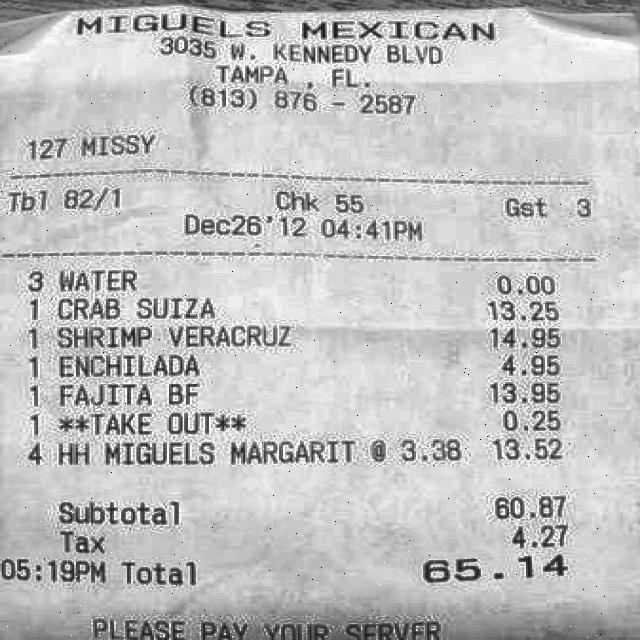 MIGUELS MEXICAN
3035 W. KENNEDY BLVD
TAMPA , FL.
(813) 876 - 2587
127 MISSY
Tbl 82/1 Chk 55 Gst 3
Dec26'12 04:41PM
3 WATER 0.00
1 CRAB SUIZA 13.25
1 SHRIMP VERACRUZ 14.95
1 ENCHILADA 4.95
1 FAJITA BF 13.95
1 **TAKE OUT** 0.25
4 HH MIGUELS MARGARIT @ 3.38 13.52
Subtotal 60.87
Tax 4.27
05:19PM Total 65.14
PLEASE PAY YOUR SERVER